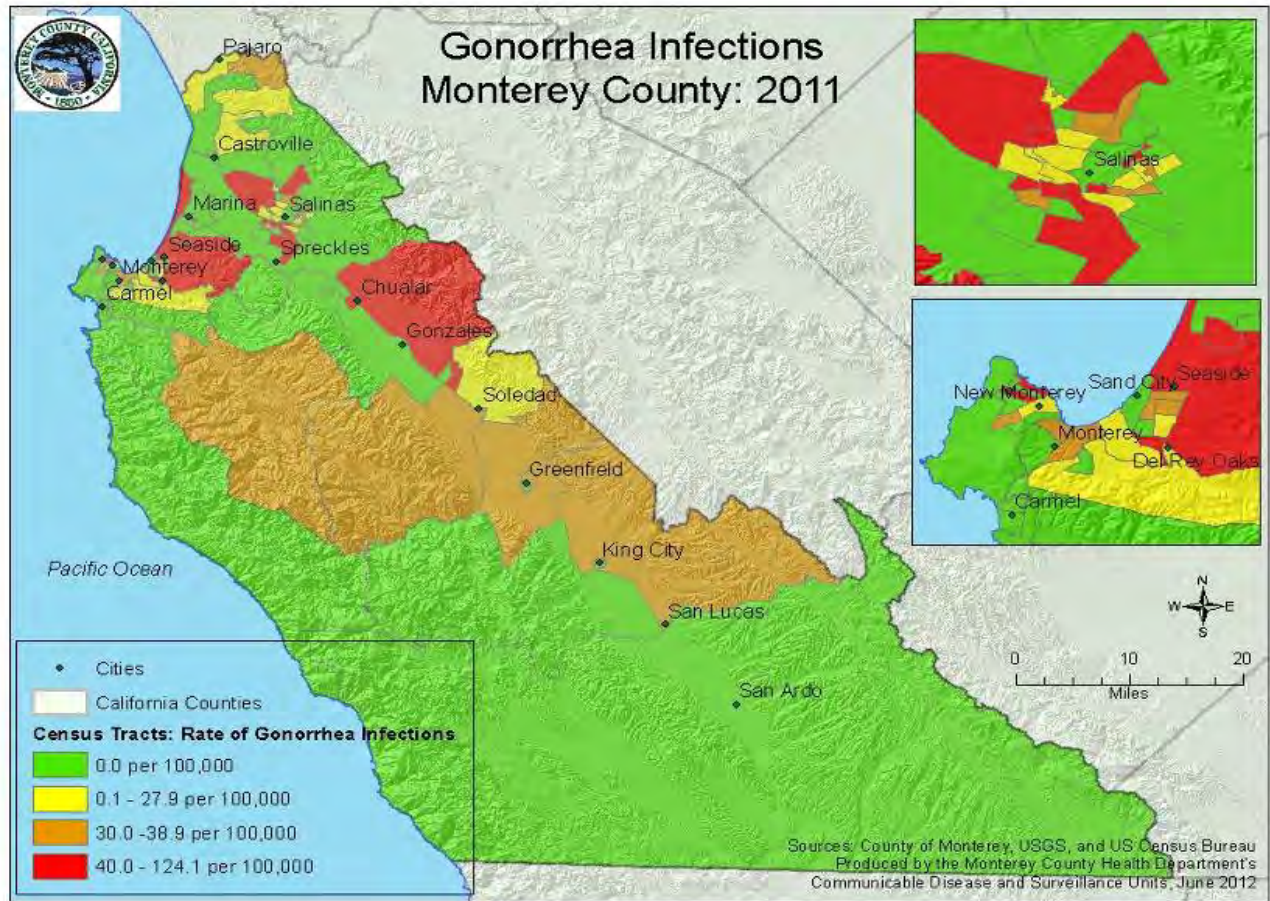 MONTEREY COUNTY CALIFORNIA
1850
Gonorrhea Infections
Monterey County: 2011
Pajaro
Castroville
Marina
Salinas
Seaside
Spreckles
Monterey
Carmel
Chualar
Gonzales
Soledad
Greenfield
King City
San Lucas
San Ardo
Pacific Ocean
Salinas
New Monterey
Sand City
Seaside
Monterey
Del Rey Oaks
Carmel
N
W
E
S
0
10
20
Miles
Cities
California Counties
Census Tracts: Rate of Gonorrhea Infections
0.0 per 100,000
0.1 - 27.9 per 100,000
30.0 -38.9 per 100,000
40.0 - 124.1 per 100,000
Sources: County of Monterey, USGS, and US Census Bureau
Produced by the Monterey County Health Department's
Communicable Disease and Surveillance Units, June 2012